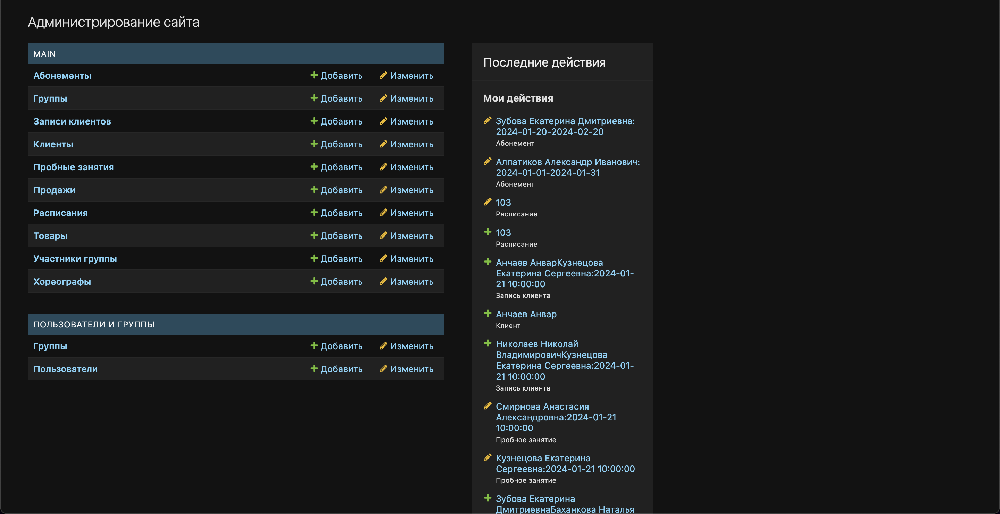 Администрирование сайта
MAIN
Абонементы Добавить Изменить
Группы Добавить Изменить
Записи клиентов Добавить Изменить
Клиенты Добавить Изменить
Пробные занятия Добавить Изменить
Продажи Добавить Изменить
Расписания Добавить Изменить
Товары Добавить Изменить
Участники группы Добавить Изменить
Хореографы Добавить Изменить
ПОЛЬЗОВАТЕЛИ И ГРУППЫ
Группы Добавить Изменить
Пользователи Добавить Изменить
Последние действия
Мои действия
Зубова Екатерина Дмитриевна:
2024-01-20-2024-02-20
Абонемент
Алпатиков Александр Иванович:
2024-01-01-2024-01-31
Абонемент
103
Расписание
103
Расписание
Анчаев АнварКузнецова
Екатерина Сергеевна:2024-01-
21 10:00:00
Запись клиента
Анчаев Анвар
Клиент
Николаев Николай
ВладимировичКузнецова
Екатерина Сергеевна:2024-01-
21 10:00:00
Запись клиента
Смирнова Анастасия
Александровна:2024-01-21
10:00:00
Пробное занятие
Кузнецова Екатерина
Сергеевна:2024-01-21 10:00:00
Пробное занятие
Зубова Екатерина
ДмитриевнаБаханкова Наталья